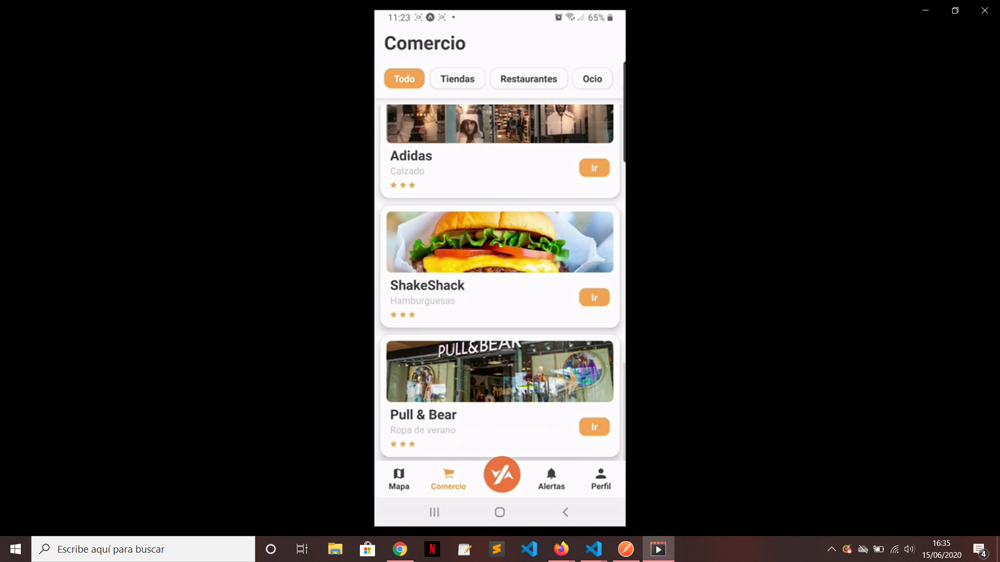 11:23
65%
Comercio
Todo
Tiendas
Restaurantes
Ocio
Adidas
Calzado
Ir
ShakeShack
Hamburguesas
Ir
PULL&BEAR
Pull & Bear
Ropa de verano
Ir
Mapa
Comercio
Alertas
Perfil
Escribe aquí para buscar
N
16:35
15/06/2020
4